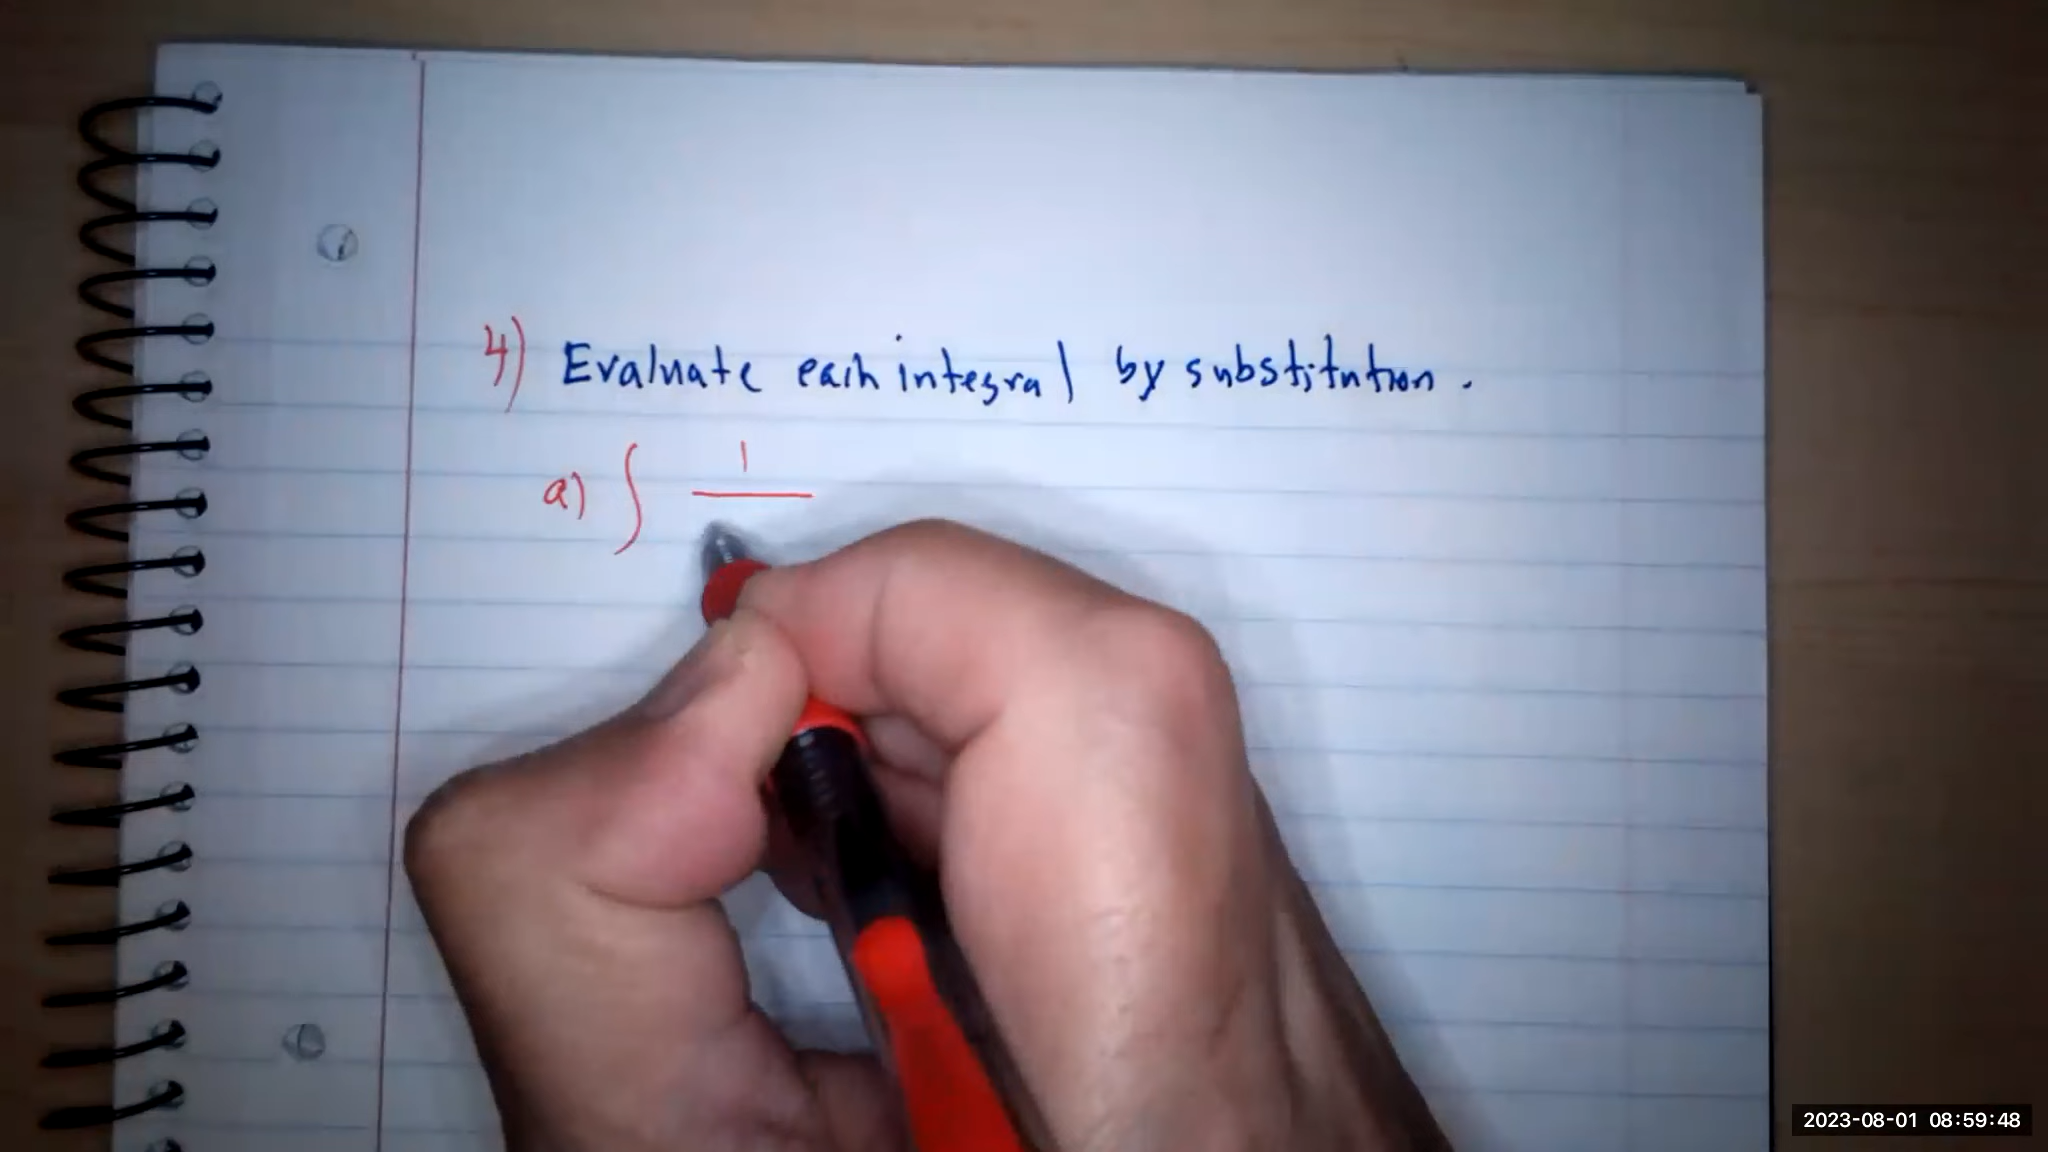 4) Evaluate each integral by substitution.
a) ∫ 1/
2023-08-01 08:59:48